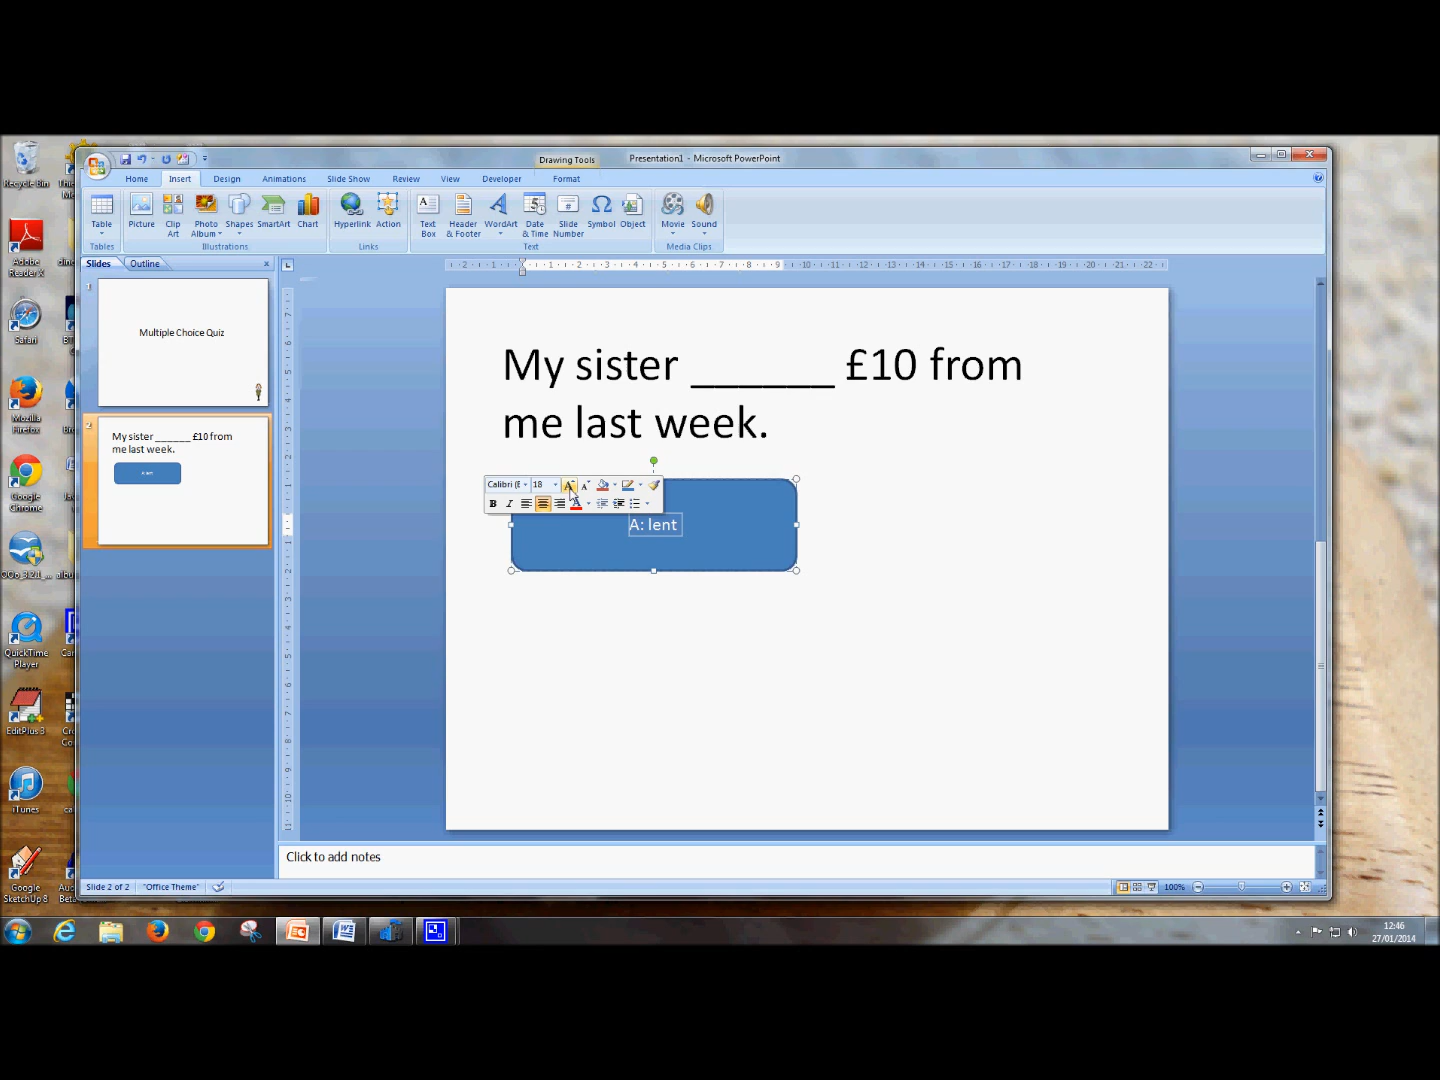 Drawing Tools
Presentation1 - Microsoft PowerPoint
Home Insert Design Animations Slide Show Review View Developer Format
Table Picture Clip Art Photo Album Shapes SmartArt Chart Hyperlink Action Text Box Header & Footer WordArt Date & Time Slide Number Symbol Object Movie Sound
Tables Illustrations Links Text Media Clips
Slides Outline
1
Multiple Choice Quiz
2
My sister ______ £10 from
me last week.
My sister ______ £10 from
me last week.
18
A: lent
Click to add notes
Slide 2 of 2 "Office Theme" 100%
Recycle Bin
Adobe
Reader X
Safari
Mozilla
Firefox
Google
Chrome
QuickTime
Player
EditPlus 3
iTunes
Google
SketchUp 8
12:46
27/01/2014